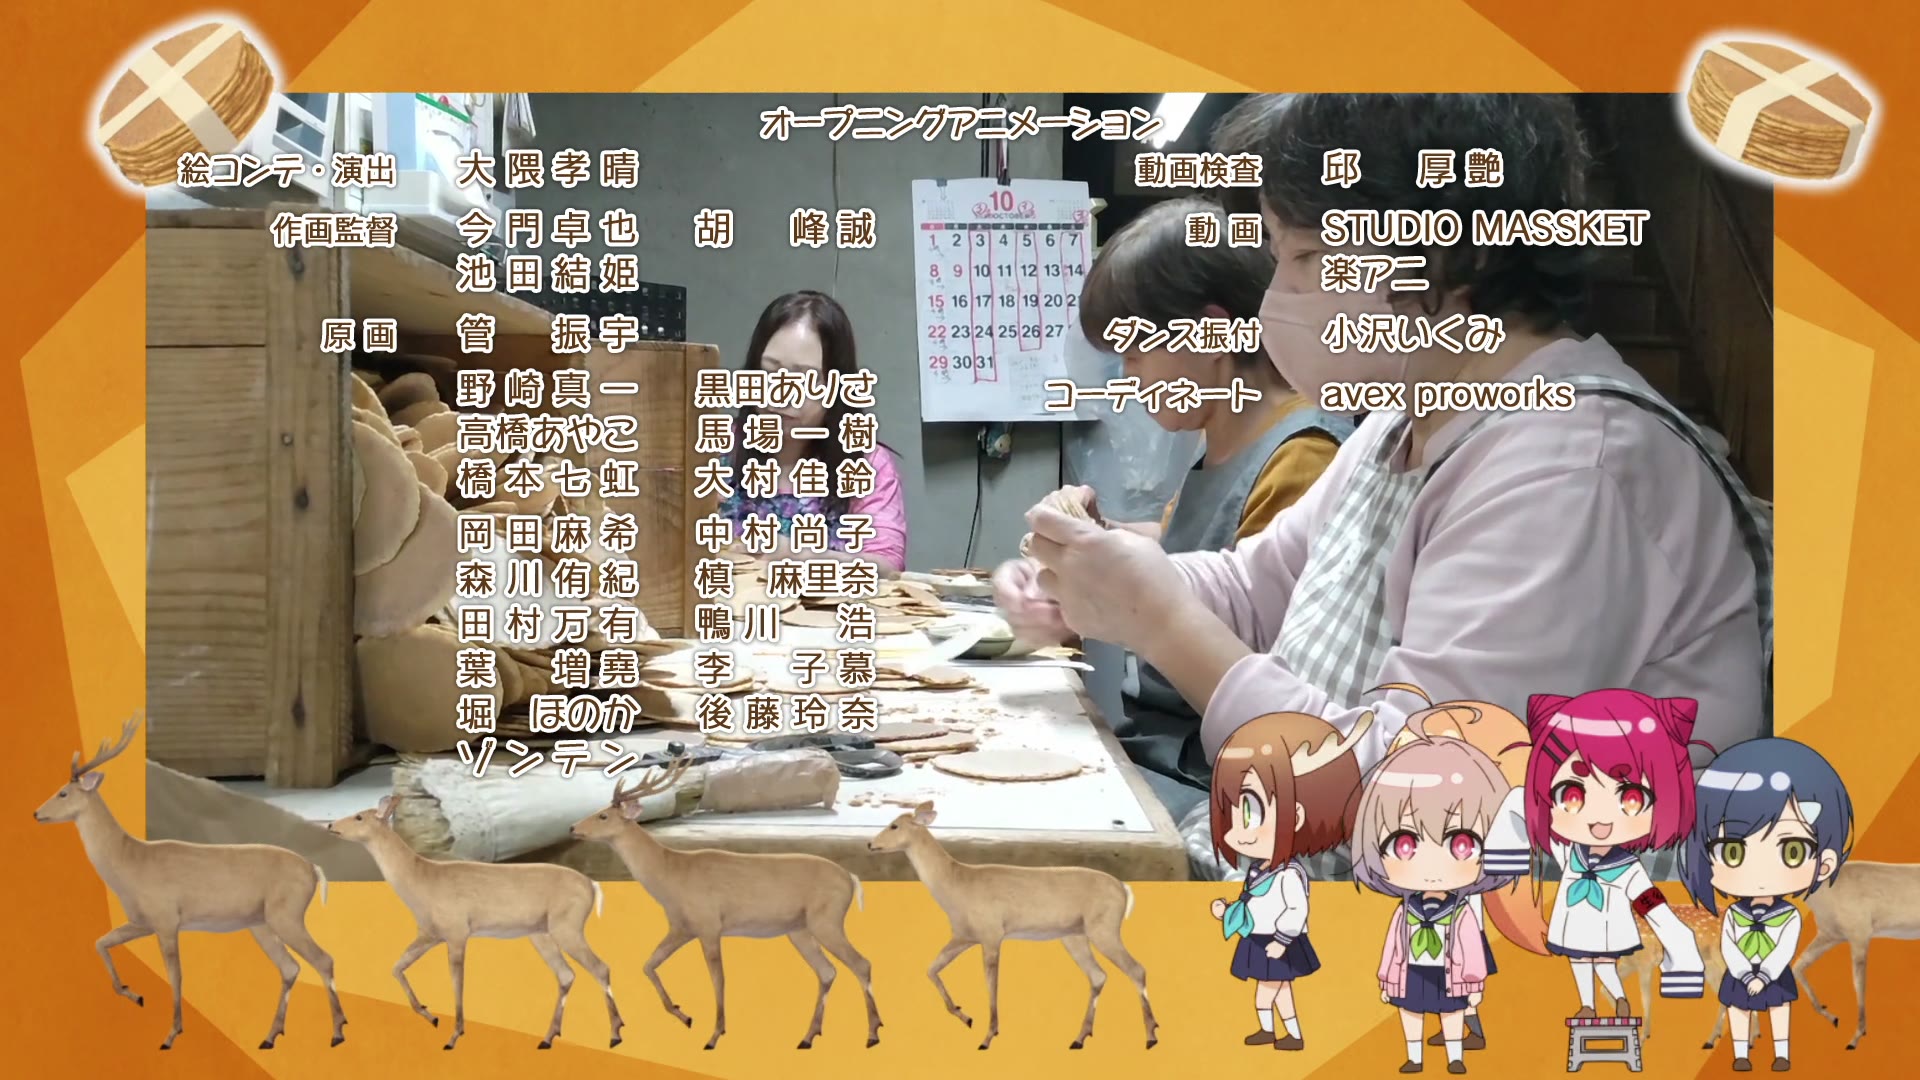 オープニングアニメーション
絵コンテ・演出 大隈孝晴
作画監督 今門卓也 胡 峰誠
池田結姫
原画 管 振宇
野崎真一 黒田ありさ
高橋あやこ 馬場一樹
橋本七虹 大村佳鈴
岡田麻希 中村尚子
森川侑紀 槙 麻里奈
田村万有 鴨川 浩
葉 増堯 李 子慕
堀 ほのか 後藤玲奈
ゾンテン
動画検査 邱 厚艶
動画 STUDIO MASSKET
楽アニ
ダンス振付 小沢いくみ
コーディネート avex proworks
10
OCTOBER
1 2 3 4 5 6 7
8 9 10 11 12 13 14
15 16 17 18 19 20
22 23 24 25 26 27
29 30 31